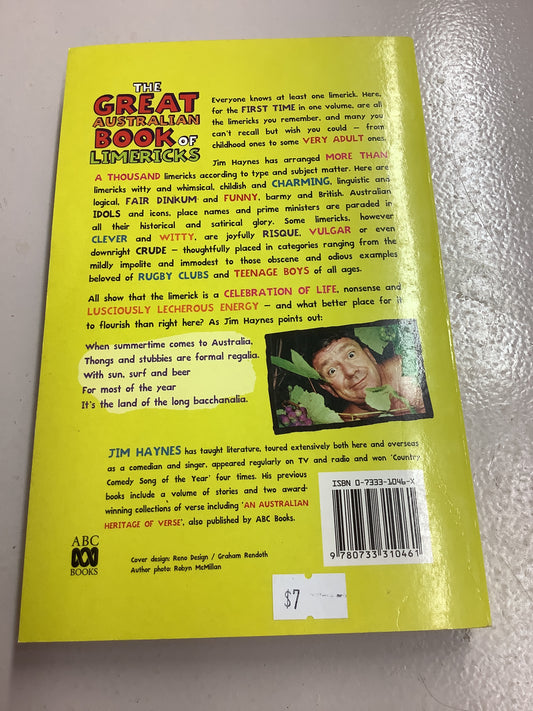 THE
GREAT
AUSTRALIAN
BOOK OF
LIMERICKS
Everyone knows at least one limerick. Here,
for the FIRST TIME in one volume, are all
the limericks you remember, and many you
can't recall but wish you could – from
childhood ones to some VERY ADULT ones.
Jim Haynes has arranged MORE THAN
A THOUSAND limericks according to type and subject matter. Here are
limericks witty and whimsical, childish and CHARMING, linguistic and
logical, FAIR DINKUM and FUNNY, barmy and British. Australian
IDOLS and icons, place names and prime ministers are paraded in
all their historical and satirical glory. Some limericks, however
CLEVER and WITTY, are joyfully RISQUE, VULGAR or even
downright CRUDE – thoughtfully placed in categories ranging from the
mildly impolite and immodest to those obscene and odious examples
beloved of RUGBY CLUBS and TEENAGE BOYS of all ages.
All show that the limerick is a CELEBRATION OF LIFE, nonsense and
LUSCIOUSLY LECHEROUS ENERGY – and what better place for it
to flourish than right here? As Jim Haynes points out:
When summertime comes to Australia,
Thongs and stubbies are formal regalia.
With sun, surf and beer
For most of the year
It's the land of the long bacchanalia.
JIM HAYNES has taught literature, toured extensively both here and overseas
as a comedian and singer, appeared regularly on TV and radio and won 'Country
Comedy Song of the Year' four times. His previous
books include a volume of stories and two award-
winning collections of verse including 'AN AUSTRALIAN
HERITAGE OF VERSE', also published by ABC Books.
ABC
BOOKS
Cover design: Reno Design / Graham Rendoth
Author photo: Robyn McMillan
ISBN 0-7333-1046-X
9 780733 310461
$7